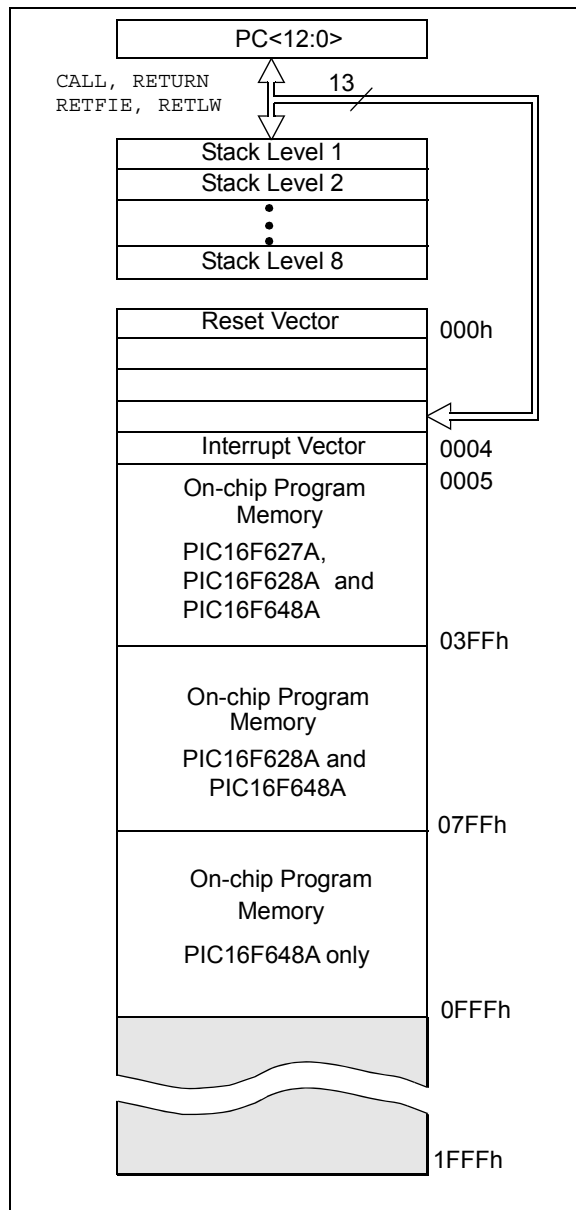 PC<12:0>
CALL, RETURN
RETFIE, RETLW
13
Stack Level 1
Stack Level 2
Stack Level 8
Reset Vector
000h
Interrupt Vector
0004
0005
On-chip Program
Memory
PIC16F627A,
PIC16F628A and
PIC16F648A
03FFh
On-chip Program
Memory
PIC16F628A and
PIC16F648A
07FFh
On-chip Program
Memory
PIC16F648A only
0FFFh
1FFFh